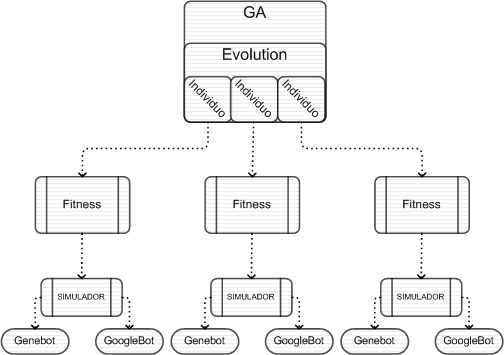 GA
Evolution
Individuo Individuo Individuo
Fitness Fitness Fitness
SIMULADOR SIMULADOR SIMULADOR
Genebot GoogleBot Genebot GoogleBot Genebot GoogleBot